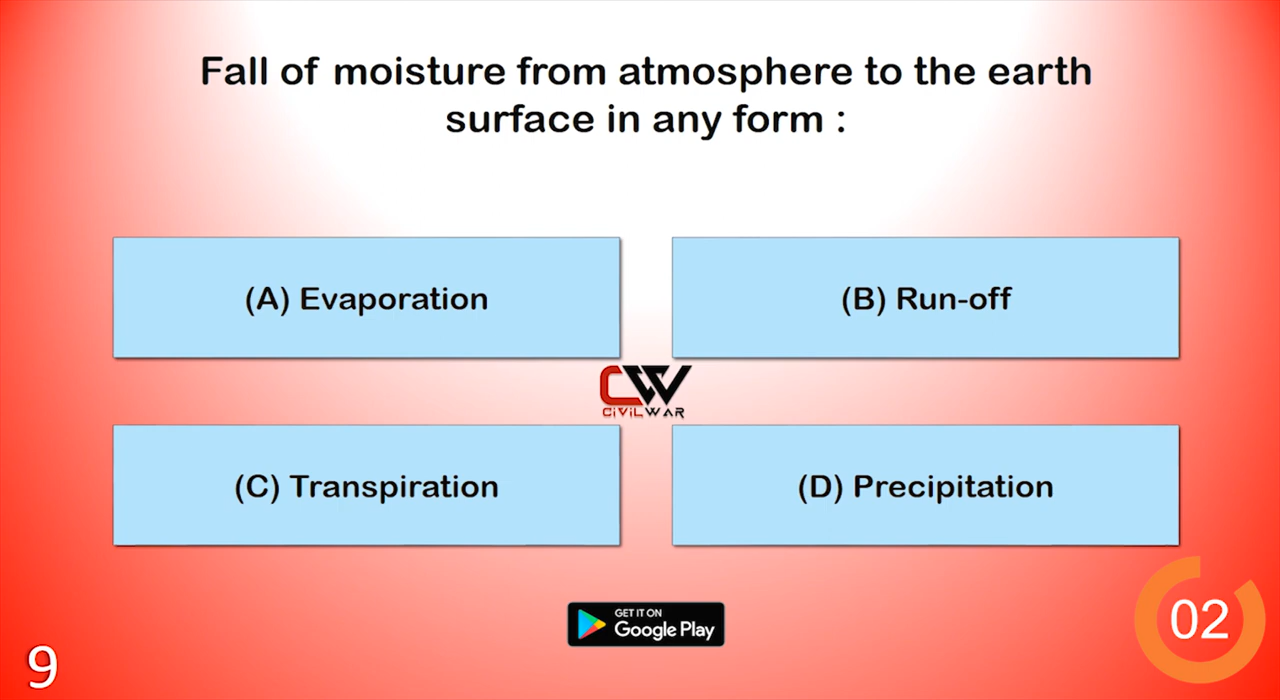 Fall of moisture from atmosphere to the earth
surface in any form :
(A) Evaporation
(B) Run-off
CW
CiViLWAR
(C) Transpiration
(D) Precipitation
GET IT ON
Google Play
02
9